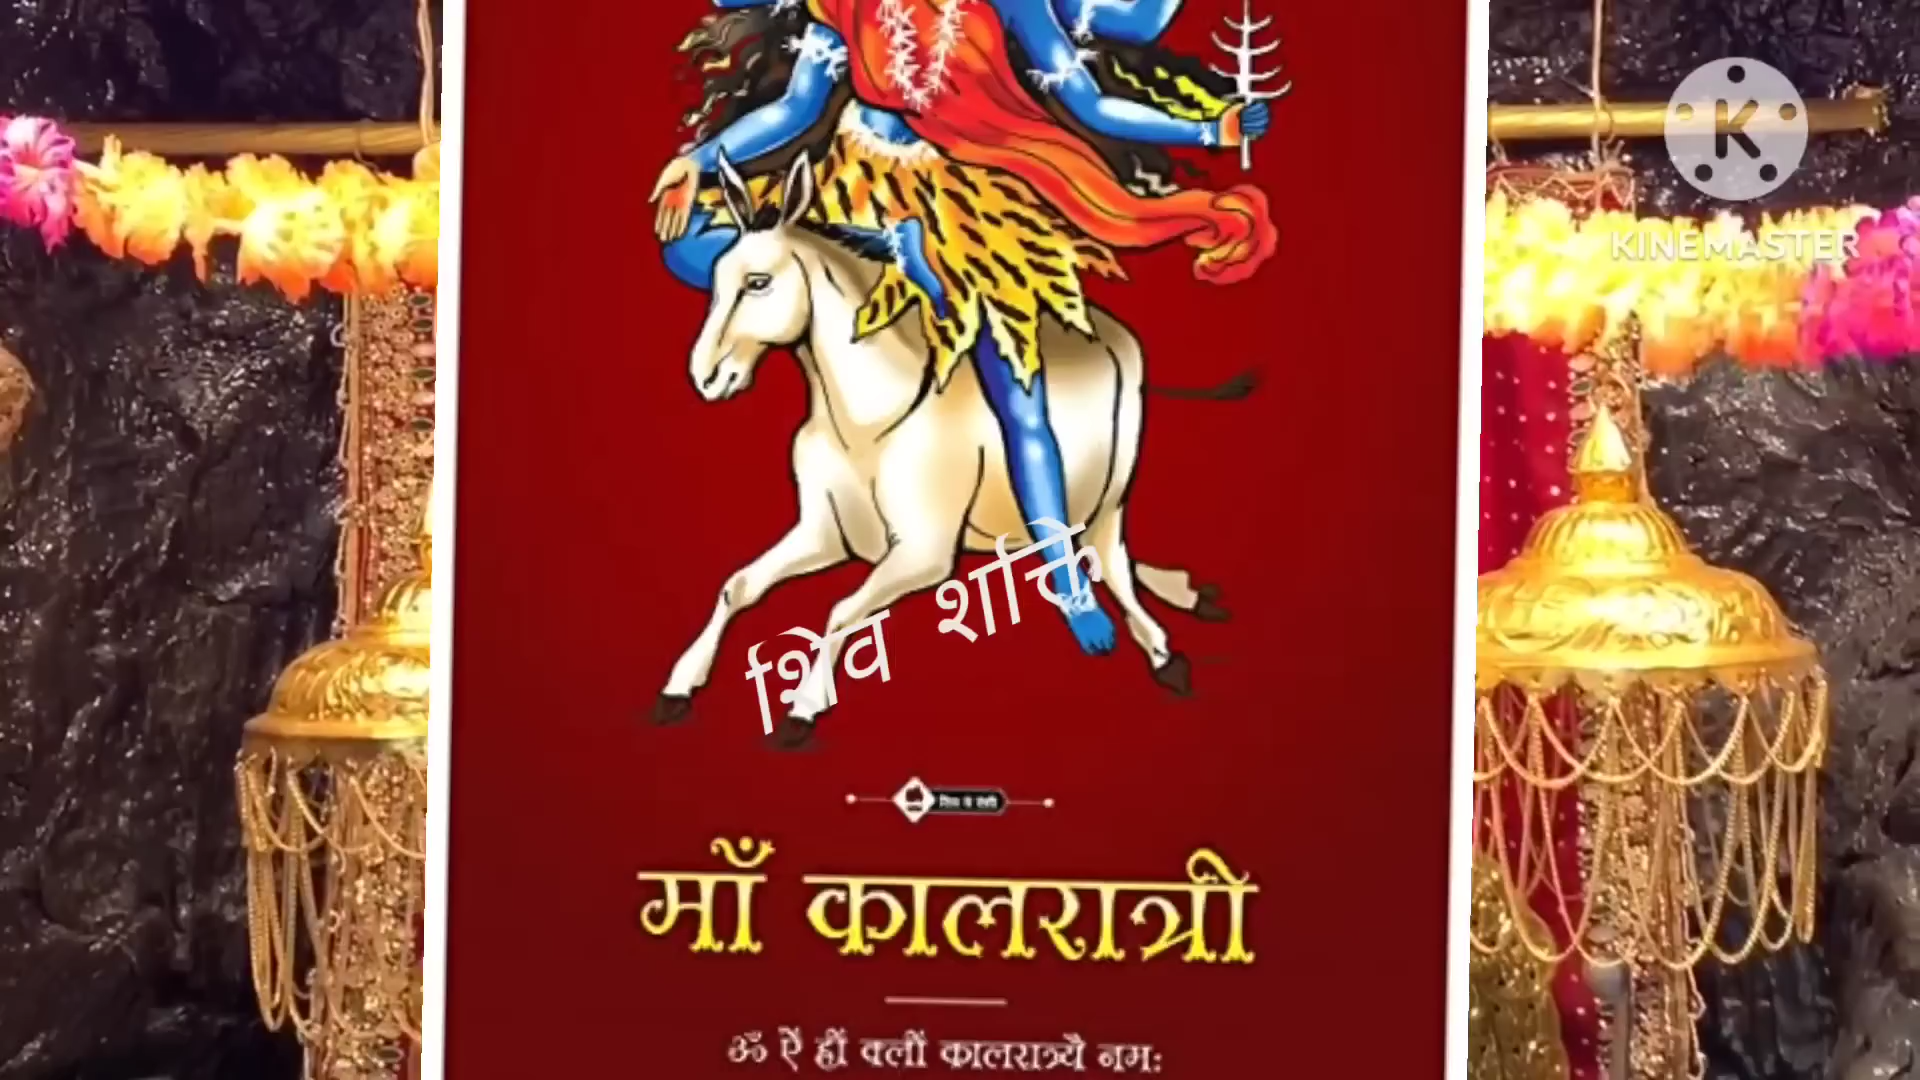 KINEMASTER
शिव शक्ति
माँ कालरात्री
ॐ ऐं ह्रीं क्लीं कालरात्र्यै नमः